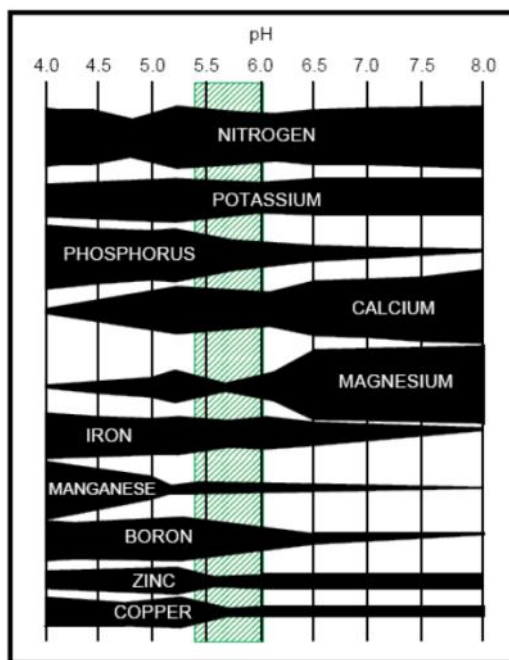 pH
4.0 4.5 5.0 5.5 6.0 6.5 7.0 7.5 8.0
NITROGEN
POTASSIUM
PHOSPHORUS
CALCIUM
MAGNESIUM
IRON
MANGANESE
BORON
ZINC
COPPER